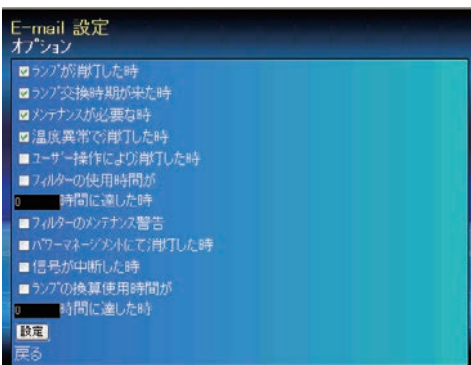 E-mail 設定
オプション
ランプが消灯した時
ランプ交換時期が来た時
メンテナンスが必要な時
温度異常で消灯した時
ユーザー操作により消灯した時
フィルターの使用時間が
0 時間に達した時
フィルターのメンテナンス警告
パワーマネージメントにて消灯した時
信号が中断した時
ランプの換算使用時間が
0 時間に達した時
設定
戻る